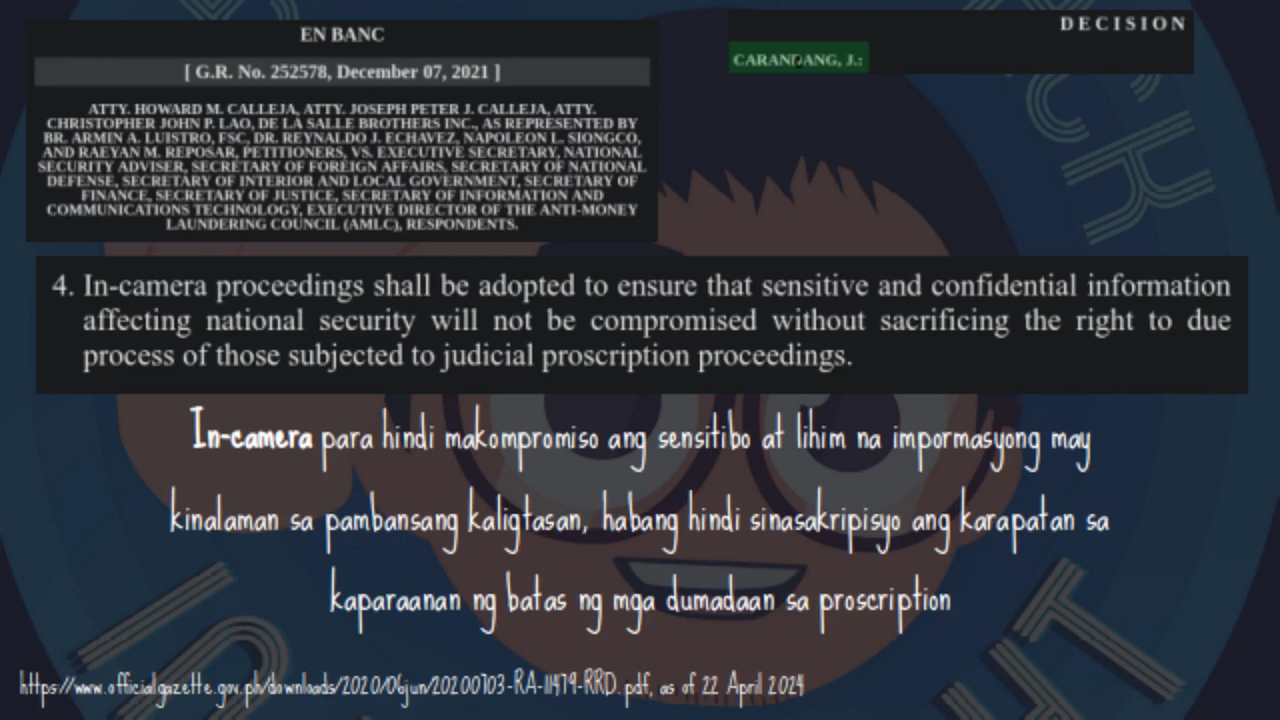 EN BANC
[ G.R. No. 252578, December 07, 2021 ]
ATTY. HOWARD M. CALLEJA, ATTY. JOSEPH PETER J. CALLEJA, ATTY.
CHRISTOPHER JOHN P. LAO, DE LA SALLE BROTHERS INC., AS REPRESENTED BY
BR. ARMIN A. LUISTRO, FSC, DR. REYNALDO J. ECHAVEZ, NAPOLEON L. SIONGCO,
AND RAEYAN M. REPOSAR, PETITIONERS, VS. EXECUTIVE SECRETARY, NATIONAL
SECURITY ADVISER, SECRETARY OF FOREIGN AFFAIRS, SECRETARY OF NATIONAL
DEFENSE, SECRETARY OF INTERIOR AND LOCAL GOVERNMENT, SECRETARY OF
FINANCE, SECRETARY OF JUSTICE, SECRETARY OF INFORMATION AND
COMMUNICATIONS TECHNOLOGY, EXECUTIVE DIRECTOR OF THE ANTI-MONEY
LAUNDERING COUNCIL (AMLC), RESPONDENTS.
DECISION
CARANDANG, J.:
4. In-camera proceedings shall be adopted to ensure that sensitive and confidential information
affecting national security will not be compromised without sacrificing the right to due
process of those subjected to judicial proscription proceedings.
In-camera para hindi makompromiso ang sensitibo at lihim na impormasyong may
kinalaman sa pambansang kaligtasan, habang hindi sinasakripisyo ang karapatan sa
kaparaanan ng batas ng mga dumadaan sa proscription
https://www.officialgazette.gov.ph/downloads/2020/06jun/20200703-RA-11479-RRD.pdf, as of 22 April 2024